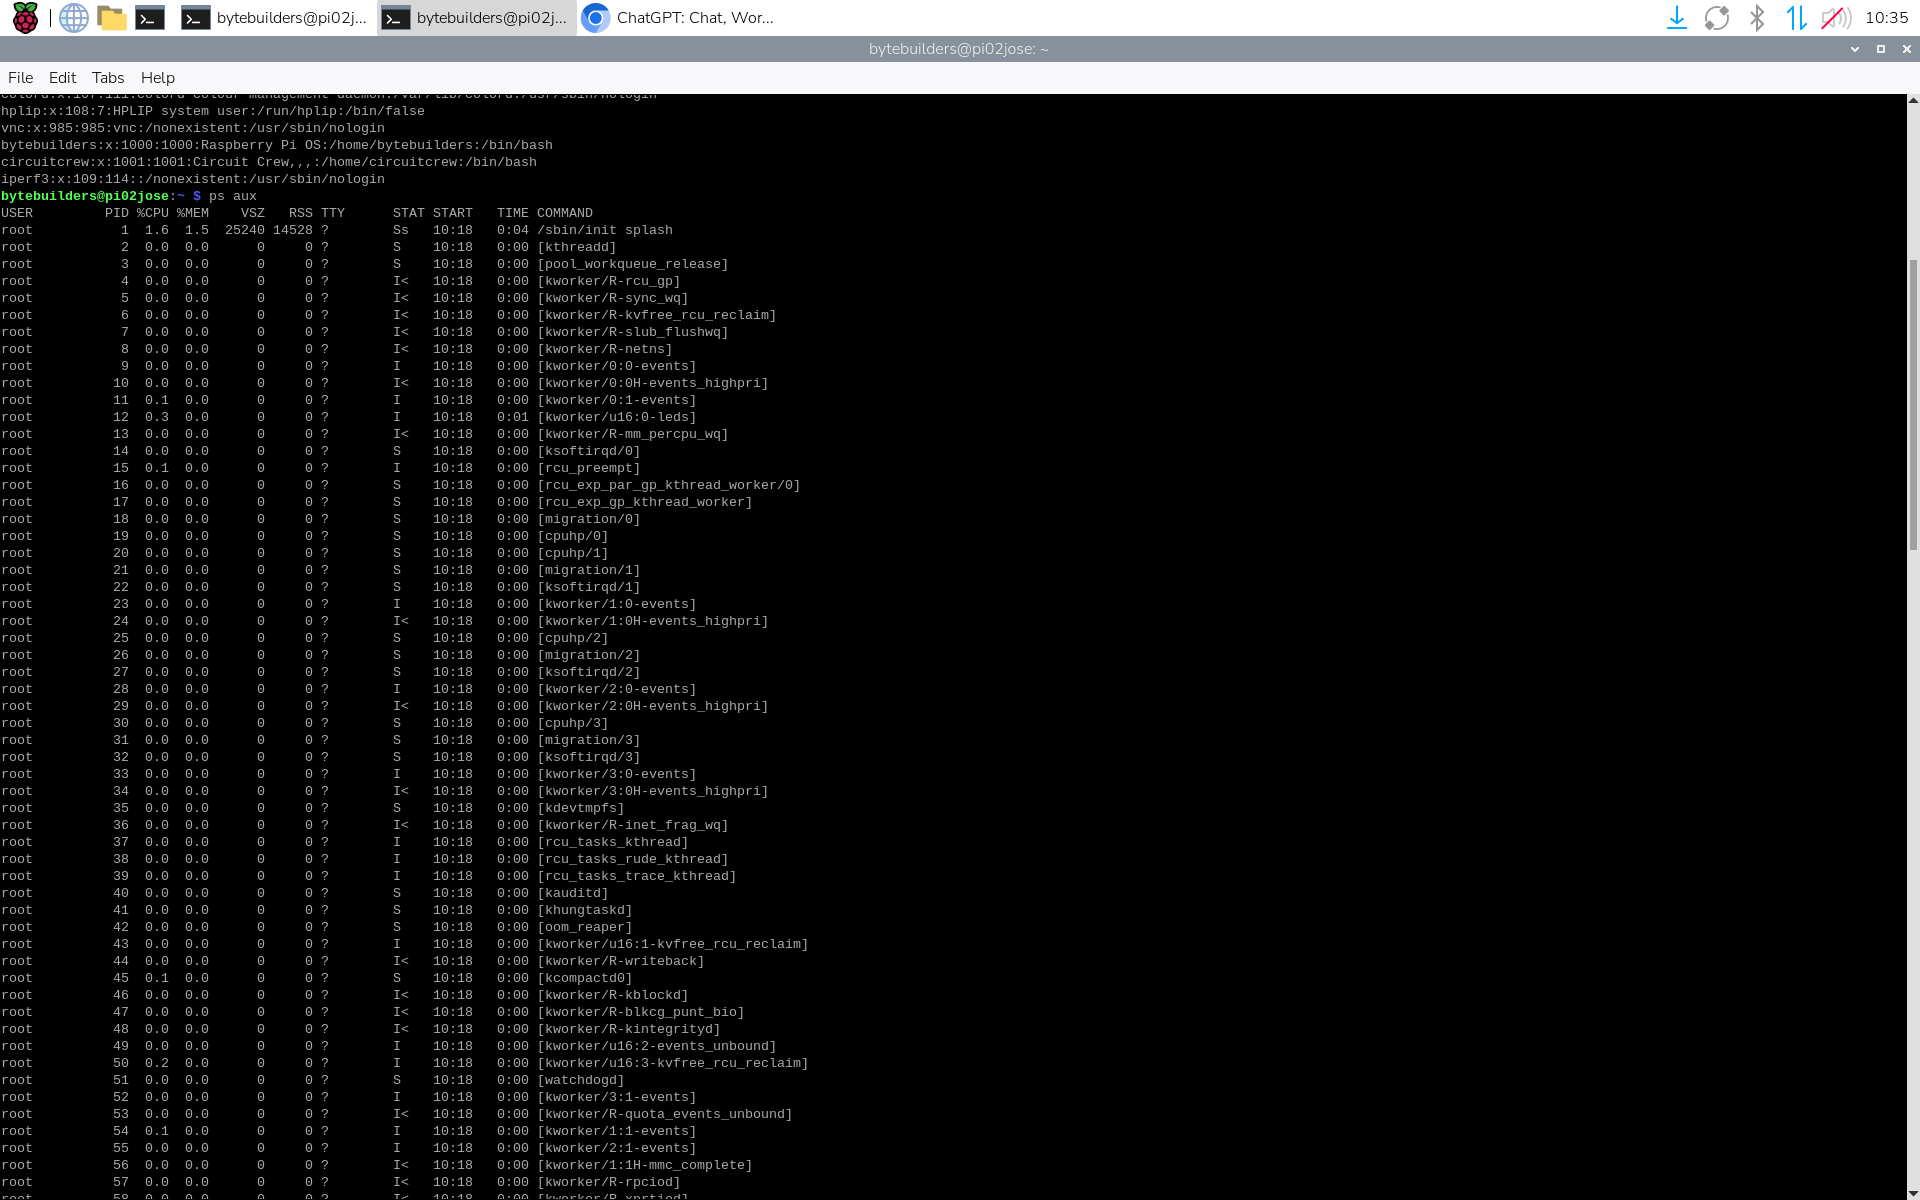 bytebuilders@pi02j...
bytebuilders@pi02j...
ChatGPT: Chat, Wor...
10:35
bytebuilders@pi02jose: ~
File Edit Tabs Help
colord:x:107:111:colord colour management daemon:/var/lib/colord:/usr/sbin/nologin
hplip:x:108:7:HPLIP system user:/run/hplip:/bin/false
vnc:x:985:985:vnc:/nonexistent:/usr/sbin/nologin
bytebuilders:x:1000:1000:Raspberry Pi OS:/home/bytebuilders:/bin/bash
circuitcrew:x:1001:1001:Circuit Crew,,,:/home/circuitcrew:/bin/bash
iperf3:x:109:114::/nonexistent:/usr/sbin/nologin
bytebuilders@pi02jose:~ $ ps aux
USER         PID %CPU %MEM    VSZ   RSS TTY      STAT START   TIME COMMAND
root           1  1.6  1.5  25240 14528 ?        Ss   10:18   0:04 /sbin/init splash
root           2  0.0  0.0      0     0 ?        S    10:18   0:00 [kthreadd]
root           3  0.0  0.0      0     0 ?        S    10:18   0:00 [pool_workqueue_release]
root           4  0.0  0.0      0     0 ?        I<   10:18   0:00 [kworker/R-rcu_gp]
root           5  0.0  0.0      0     0 ?        I<   10:18   0:00 [kworker/R-sync_wq]
root           6  0.0  0.0      0     0 ?        I<   10:18   0:00 [kworker/R-kvfree_rcu_reclaim]
root           7  0.0  0.0      0     0 ?        I<   10:18   0:00 [kworker/R-slub_flushwq]
root           8  0.0  0.0      0     0 ?        I<   10:18   0:00 [kworker/R-netns]
root           9  0.0  0.0      0     0 ?        I    10:18   0:00 [kworker/0:0-events]
root          10  0.0  0.0      0     0 ?        I<   10:18   0:00 [kworker/0:0H-events_highpri]
root          11  0.1  0.0      0     0 ?        I    10:18   0:00 [kworker/0:1-events]
root          12  0.3  0.0      0     0 ?        I    10:18   0:01 [kworker/u16:0-leds]
root          13  0.0  0.0      0     0 ?        I<   10:18   0:00 [kworker/R-mm_percpu_wq]
root          14  0.0  0.0      0     0 ?        S    10:18   0:00 [ksoftirqd/0]
root          15  0.1  0.0      0     0 ?        I    10:18   0:00 [rcu_preempt]
root          16  0.0  0.0      0     0 ?        S    10:18   0:00 [rcu_exp_par_gp_kthread_worker/0]
root          17  0.0  0.0      0     0 ?        S    10:18   0:00 [rcu_exp_gp_kthread_worker]
root          18  0.0  0.0      0     0 ?        S    10:18   0:00 [migration/0]
root          19  0.0  0.0      0     0 ?        S    10:18   0:00 [cpuhp/0]
root          20  0.0  0.0      0     0 ?        S    10:18   0:00 [cpuhp/1]
root          21  0.0  0.0      0     0 ?        S    10:18   0:00 [migration/1]
root          22  0.0  0.0      0     0 ?        S    10:18   0:00 [ksoftirqd/1]
root          23  0.0  0.0      0     0 ?        I    10:18   0:00 [kworker/1:0-events]
root          24  0.0  0.0      0     0 ?        I<   10:18   0:00 [kworker/1:0H-events_highpri]
root          25  0.0  0.0      0     0 ?        S    10:18   0:00 [cpuhp/2]
root          26  0.0  0.0      0     0 ?        S    10:18   0:00 [migration/2]
root          27  0.0  0.0      0     0 ?        S    10:18   0:00 [ksoftirqd/2]
root          28  0.0  0.0      0     0 ?        I    10:18   0:00 [kworker/2:0-events]
root          29  0.0  0.0      0     0 ?        I<   10:18   0:00 [kworker/2:0H-events_highpri]
root          30  0.0  0.0      0     0 ?        S    10:18   0:00 [cpuhp/3]
root          31  0.0  0.0      0     0 ?        S    10:18   0:00 [migration/3]
root          32  0.0  0.0      0     0 ?        S    10:18   0:00 [ksoftirqd/3]
root          33  0.0  0.0      0     0 ?        I    10:18   0:00 [kworker/3:0-events]
root          34  0.0  0.0      0     0 ?        I<   10:18   0:00 [kworker/3:0H-events_highpri]
root          35  0.0  0.0      0     0 ?        S    10:18   0:00 [kdevtmpfs]
root          36  0.0  0.0      0     0 ?        I<   10:18   0:00 [kworker/R-inet_frag_wq]
root          37  0.0  0.0      0     0 ?        I    10:18   0:00 [rcu_tasks_kthread]
root          38  0.0  0.0      0     0 ?        I    10:18   0:00 [rcu_tasks_rude_kthread]
root          39  0.0  0.0      0     0 ?        I    10:18   0:00 [rcu_tasks_trace_kthread]
root          40  0.0  0.0      0     0 ?        S    10:18   0:00 [kauditd]
root          41  0.0  0.0      0     0 ?        S    10:18   0:00 [khungtaskd]
root          42  0.0  0.0      0     0 ?        S    10:18   0:00 [oom_reaper]
root          43  0.0  0.0      0     0 ?        I    10:18   0:00 [kworker/u16:1-kvfree_rcu_reclaim]
root          44  0.0  0.0      0     0 ?        I<   10:18   0:00 [kworker/R-writeback]
root          45  0.1  0.0      0     0 ?        S    10:18   0:00 [kcompactd0]
root          46  0.0  0.0      0     0 ?        I<   10:18   0:00 [kworker/R-kblockd]
root          47  0.0  0.0      0     0 ?        I<   10:18   0:00 [kworker/R-blkcg_punt_bio]
root          48  0.0  0.0      0     0 ?        I<   10:18   0:00 [kworker/R-kintegrityd]
root          49  0.0  0.0      0     0 ?        I    10:18   0:00 [kworker/u16:2-events_unbound]
root          50  0.2  0.0      0     0 ?        I    10:18   0:00 [kworker/u16:3-kvfree_rcu_reclaim]
root          51  0.0  0.0      0     0 ?        S    10:18   0:00 [watchdogd]
root          52  0.0  0.0      0     0 ?        I    10:18   0:00 [kworker/3:1-events]
root          53  0.0  0.0      0     0 ?        I<   10:18   0:00 [kworker/R-quota_events_unbound]
root          54  0.1  0.0      0     0 ?        I    10:18   0:00 [kworker/1:1-events]
root          55  0.0  0.0      0     0 ?        I    10:18   0:00 [kworker/2:1-events]
root          56  0.0  0.0      0     0 ?        I<   10:18   0:00 [kworker/1:1H-mmc_complete]
root          57  0.0  0.0      0     0 ?        I<   10:18   0:00 [kworker/R-rpciod]
root          58  0.0  0.0      0     0 ?        I<   10:18   0:00 [kworker/R-xprtiod]